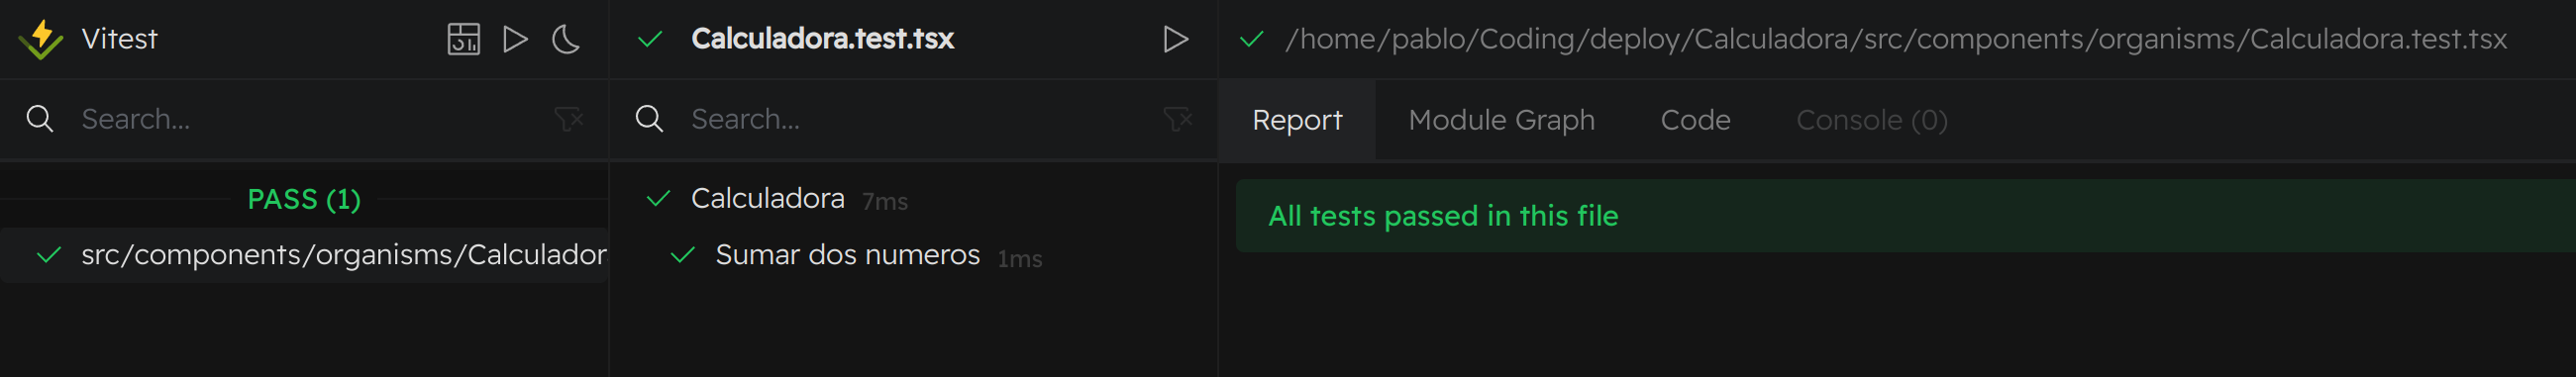 Vitest
Search...
PASS (1)
src/components/organisms/Calculador
Calculadora.test.tsx
Search...
Calculadora 7ms
Sumar dos numeros 1ms
/home/pablo/Coding/deploy/Calculadora/src/components/organisms/Calculadora.test.tsx
Report Module Graph Code Console (0)
All tests passed in this file